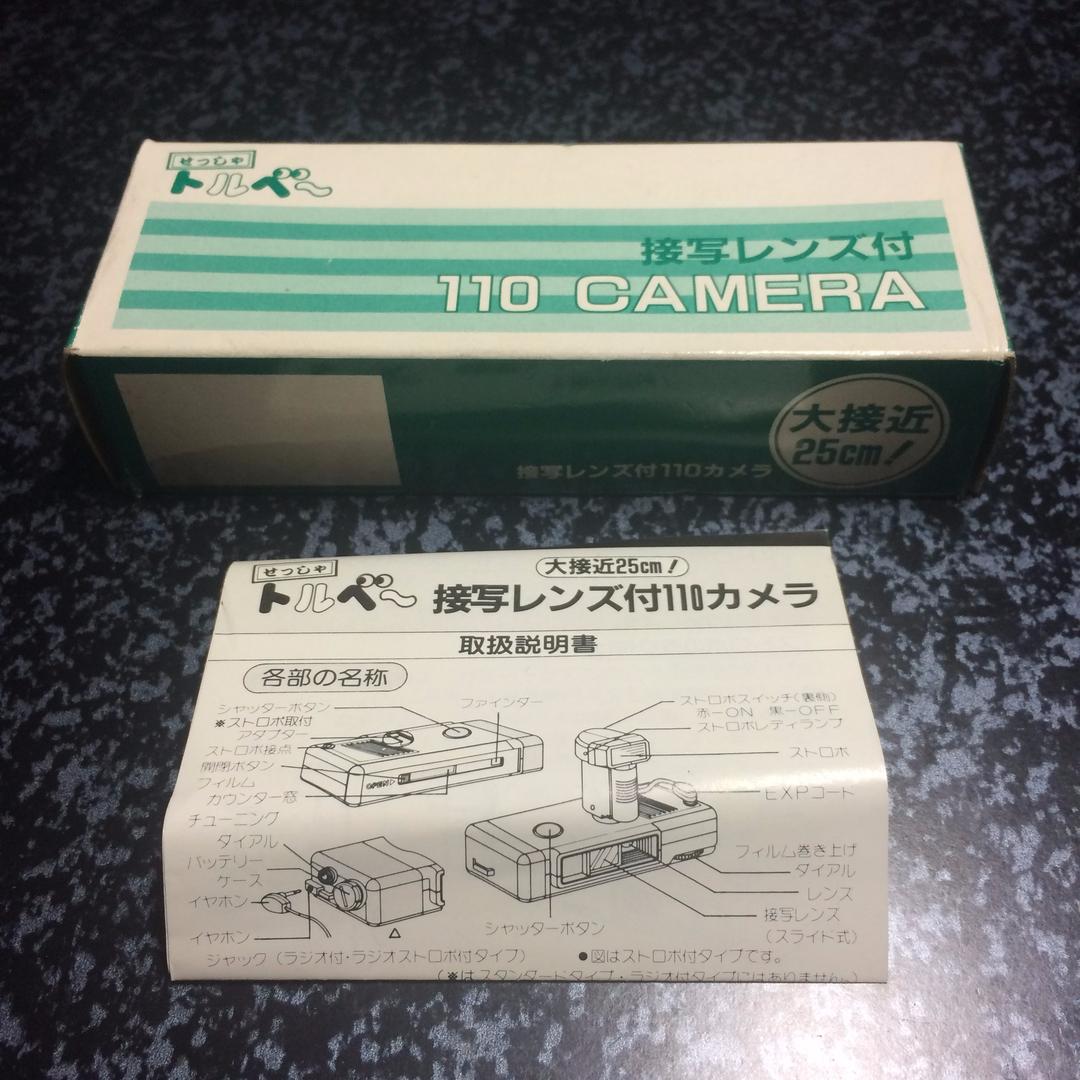 せっしゃ
トルベ〜
接写レンズ付
110 CAMERA
大接近
25cm!
接写レンズ付110カメラ
大接近25cm!
せっしゃ
トルベ〜 接写レンズ付110カメラ
取扱説明書
各部の名称
シャッターボタン
※ストロボ取付
アダプター
ストロボ接点
開閉ボタン
フィルム
カウンター窓
チューニング
ダイアル
バッテリー
ケース
イヤホン
イヤホン
ジャック(ラジオ付・ラジオストロボ付タイプ)
ファインダー
OPEN▷
ストロボスイッチ(裏側)
赤-ON 黒-OFF
ストロボレディランプ
ストロボ
EXPコード
フィルム巻き上げ
ダイアル
レンズ
接写レンズ
(スライド式)
シャッターボタン
●図はストロボ付タイプです。
(※はスタンダードタイプ・ラジオ付タイプにはありません。)